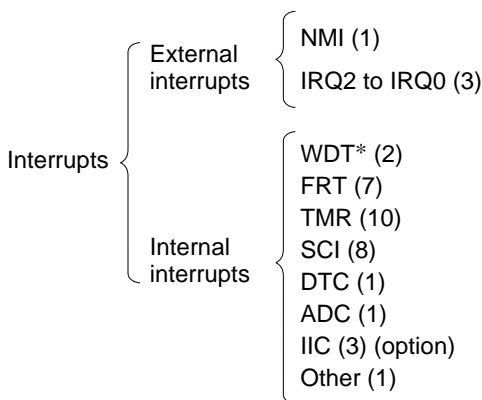 Interrupts
External
interrupts
NMI (1)
IRQ2 to IRQ0 (3)
Internal
interrupts
WDT* (2)
FRT (7)
TMR (10)
SCI (8)
DTC (1)
ADC (1)
IIC (3) (option)
Other (1)